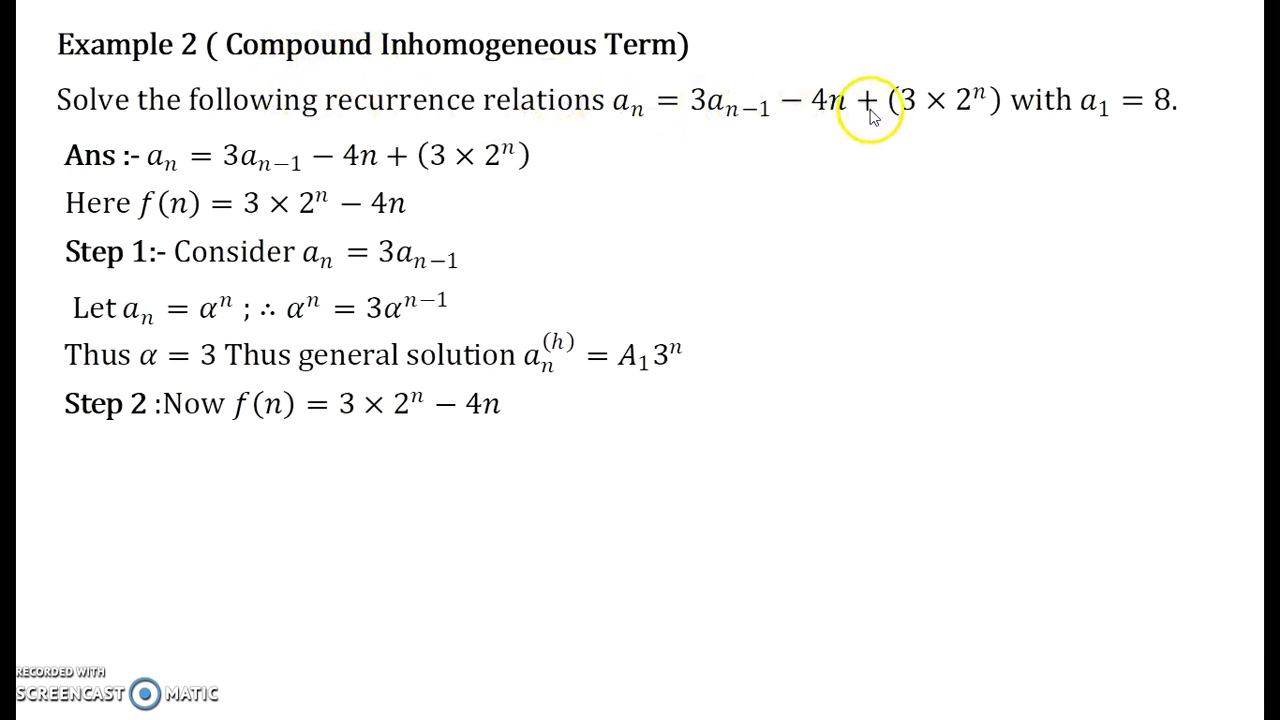 Example 2 ( Compound Inhomogeneous Term)
Solve the following recurrence relations aₙ = 3aₙ₋₁ − 4n + (3 × 2ⁿ) with a₁ = 8.
Ans :- aₙ = 3aₙ₋₁ − 4n + (3 × 2ⁿ)
Here f(n) = 3 × 2ⁿ − 4n
Step 1:- Consider aₙ = 3aₙ₋₁
Let aₙ = αⁿ ; ∴ αⁿ = 3αⁿ⁻¹
Thus α = 3 Thus general solution aₙ⁽ʰ⁾ = A₁3ⁿ
Step 2 :Now f(n) = 3 × 2ⁿ − 4n
RECORDED WITH
SCREENCAST MATIC